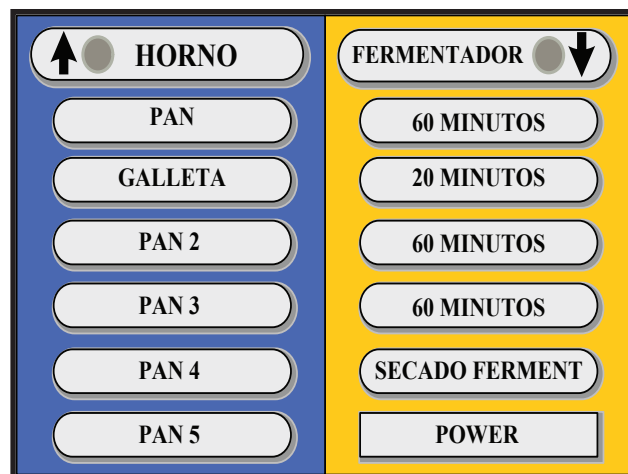 HORNO
PAN
GALLETA
PAN 2
PAN 3
PAN 4
PAN 5
FERMENTADOR
60 MINUTOS
20 MINUTOS
60 MINUTOS
60 MINUTOS
SECADO FERMENT
POWER